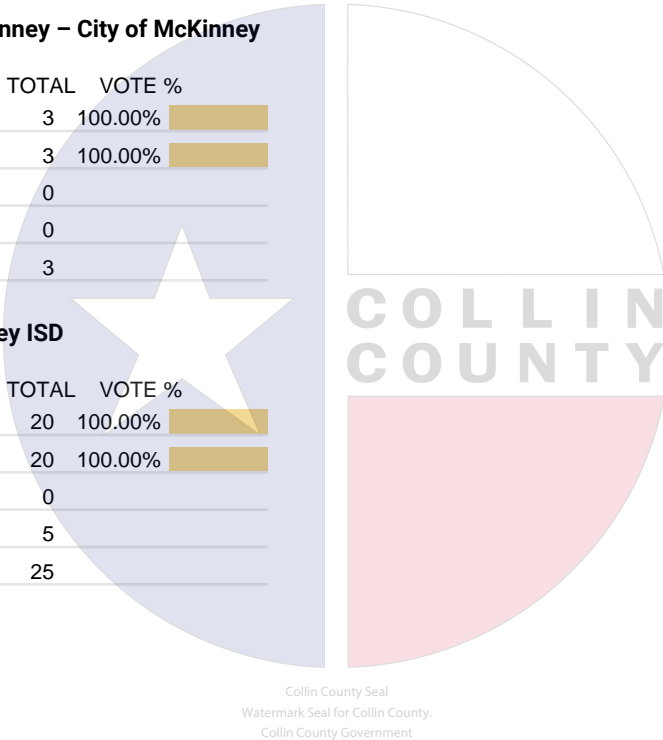 nney – City of McKinney
TOTAL VOTE %
3 100.00%
3 100.00%
0
0
3
ey ISD
TOTAL VOTE %
20 100.00%
20 100.00%
0
5
25
COLLIN
COUNTY
Collin County Seal
Watermark Seal for Collin County.
Collin County Government